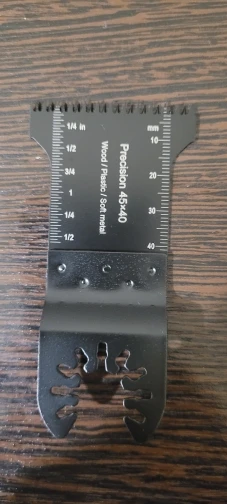 1/4 in
1/2
3/4
1
1/4
1/2
Precision 45×40
Wood / Plastic / Soft metal
mm
10
20
30
40